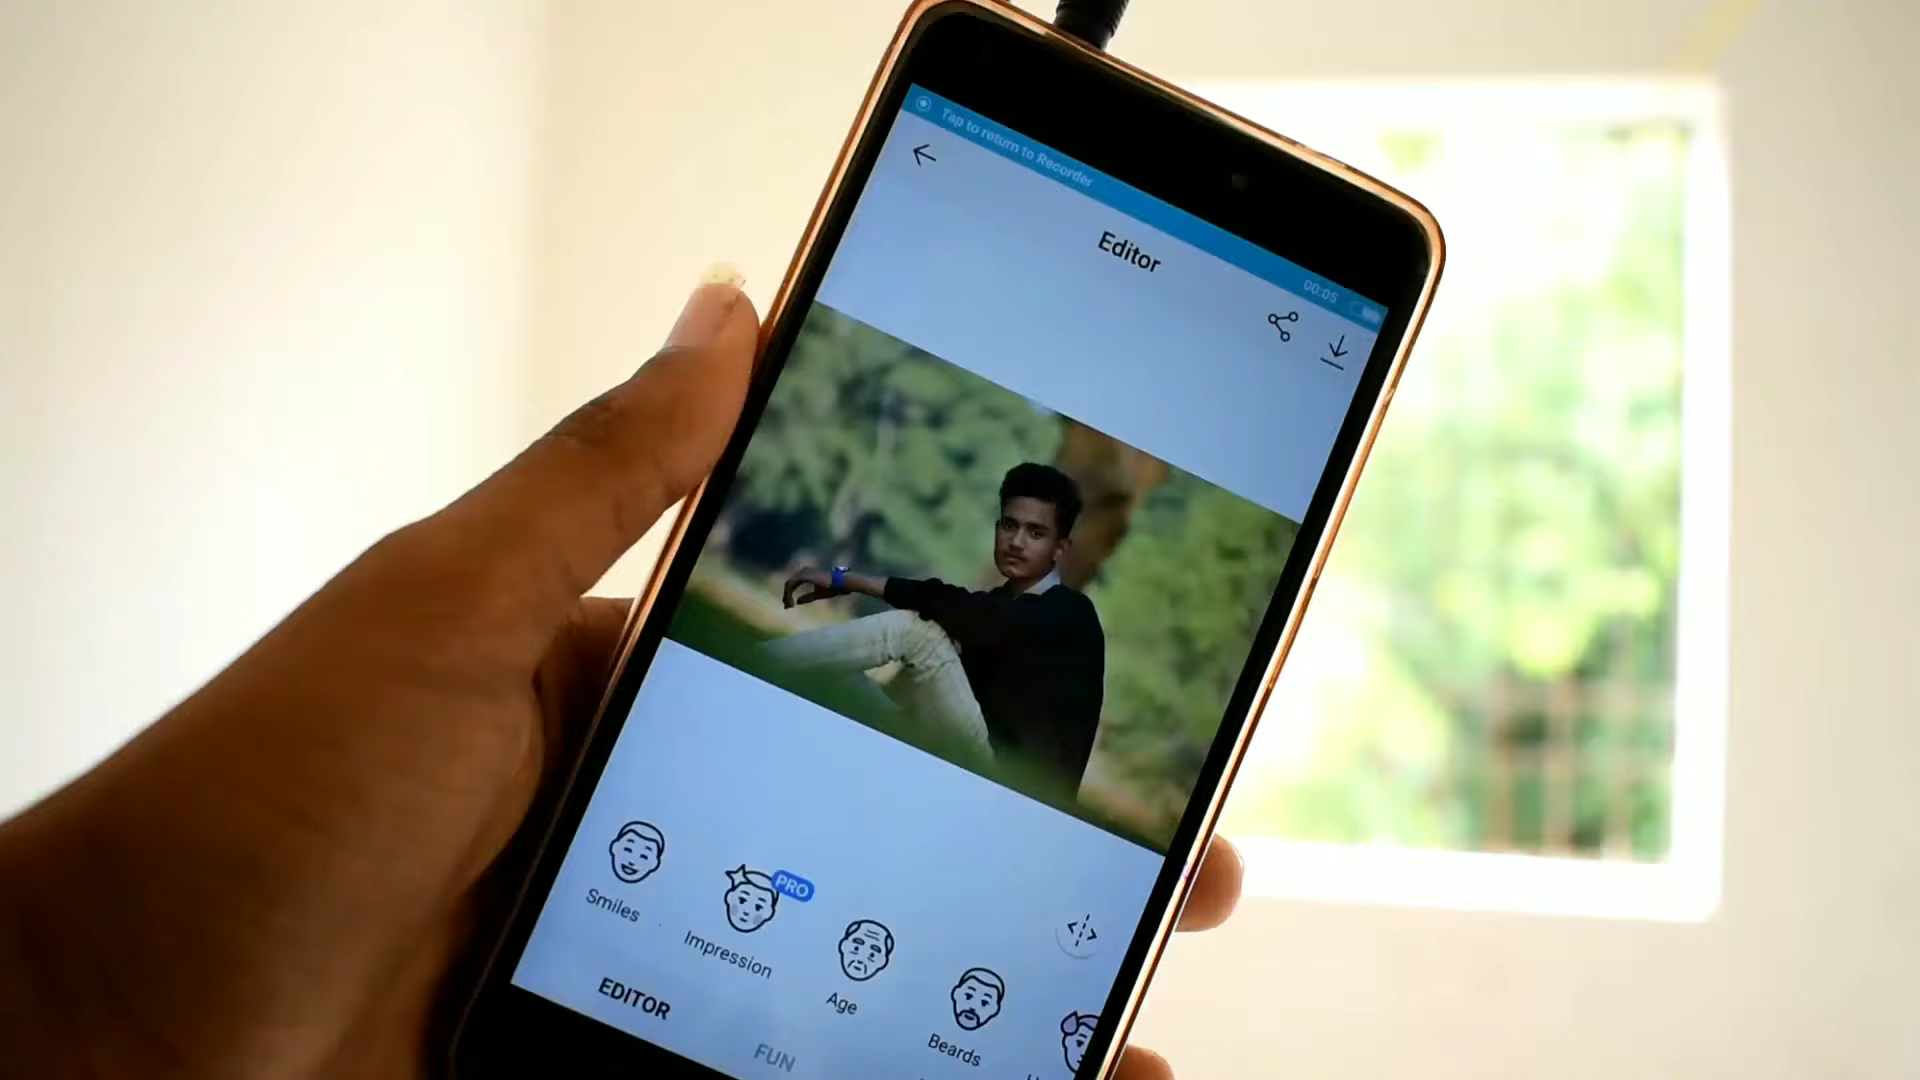 Tap to return to Recorder
00:05
Editor
Smiles
PRO
Impression
Age
Beards
EDITOR
FUN